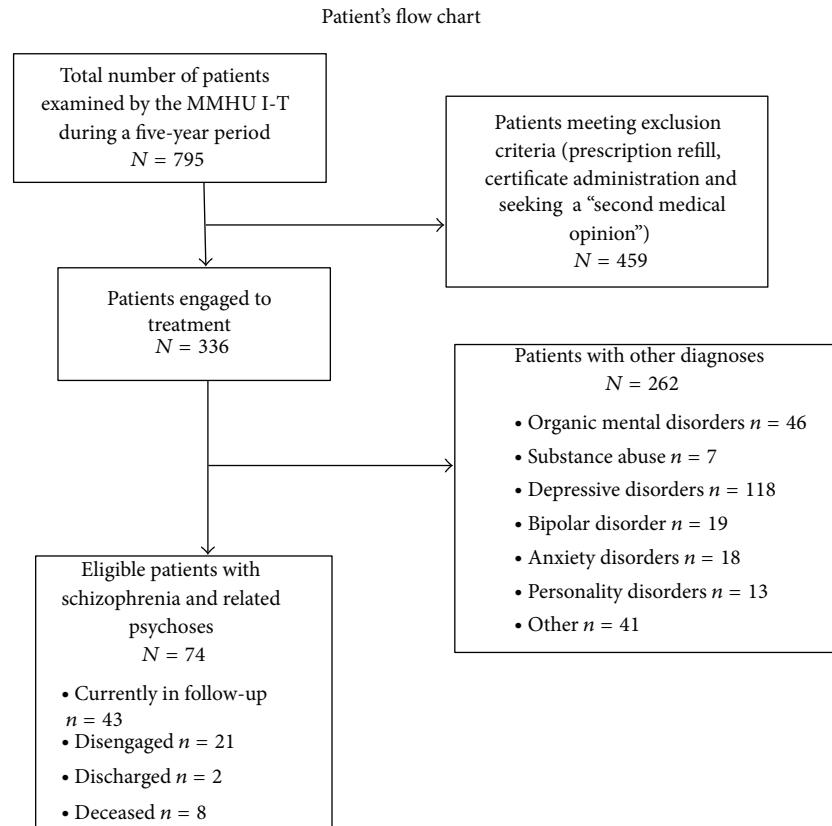 Patient's flow chart
Total number of patients
examined by the MMHU I-T
during a five-year period
N = 795
Patients meeting exclusion
criteria (prescription refill,
certificate administration and
seeking a “second medical
opinion”)
N = 459
Patients engaged to
treatment
N = 336
Patients with other diagnoses
N = 262
• Organic mental disorders n = 46
• Substance abuse n = 7
• Depressive disorders n = 118
• Bipolar disorder n = 19
• Anxiety disorders n = 18
• Personality disorders n = 13
• Other n = 41
Eligible patients with
schizophrenia and related
psychoses
N = 74
• Currently in follow-up
n = 43
• Disengaged n = 21
• Discharged n = 2
• Deceased n = 8